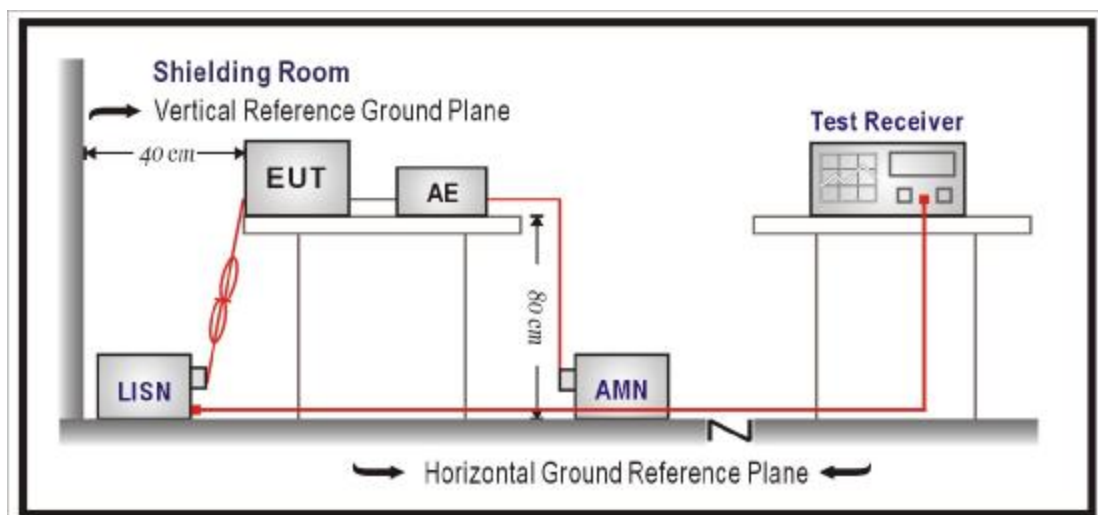 Shielding Room
Vertical Reference Ground Plane
40 cm
EUT
AE
Test Receiver
80 cm
LISN
AMN
Horizontal Ground Reference Plane